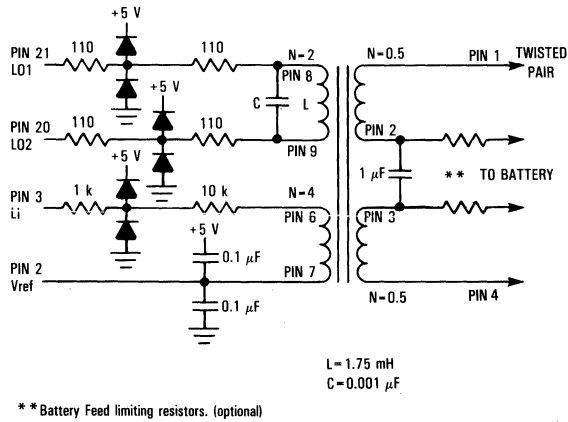 +5 V
PIN 21
LO1
110
110
N=2
PIN 8
N=0.5
PIN 1
TWISTED
PAIR
+5 V
C
L
PIN 20
LO2
110
110
PIN 9
PIN 2
+5 V
1 μF
** TO BATTERY
PIN 3
Li
1 k
10 k
N=4
PIN 6
PIN 3
+5 V
0.1 μF
PIN 2
Vref
PIN 7
0.1 μF
N=0.5
PIN 4
L=1.75 mH
C=0.001 μF
** Battery Feed limiting resistors. (optional)